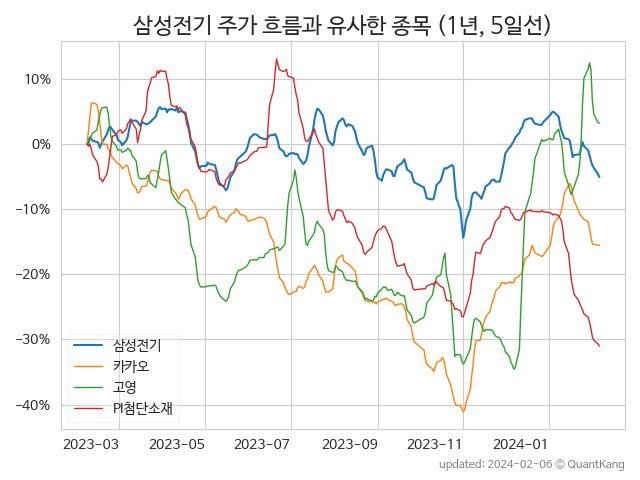 삼성전기 주가 흐름과 유사한 종목 (1년, 5일선)
10%
0%
−10%
−20%
−30%
−40%
삼성전기
카카오
고영
PI첨단소재
2023-03 2023-05 2023-07 2023-09 2023-11 2024-01
updated: 2024-02-06 ⓒ QuantKang